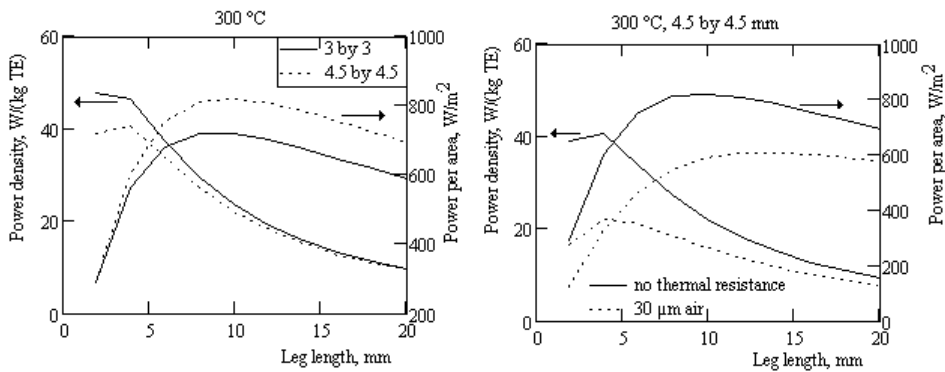 300 °C
Power density, W/(kg TE)
60
40
20
0
3 by 3
4.5 by 4.5
1000
800
600
400
200
Power per area, W/m2
0 5 10 15 20
Leg length, mm
300 °C, 4.5 by 4.5 mm
Power density, W/(kg TE)
60
40
20
0
no thermal resistance
30 µm air
1000
800
600
400
200
0
Power per area, W/m2
0 5 10 15 20
Leg length, mm